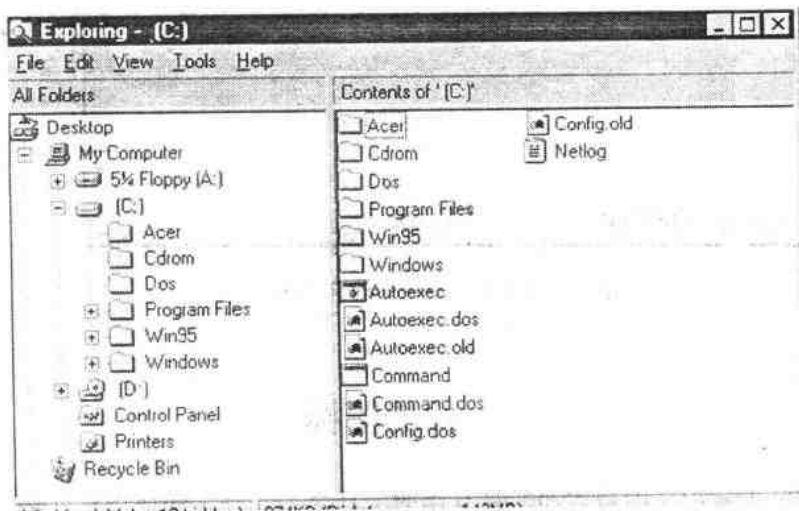 Exploring - (C:)
File Edit View Tools Help
All Folders
Contents of '(C:)'
Desktop
My Computer
5¼ Floppy (A:)
(C:)
Acer
Cdrom
Dos
Program Files
Win95
Windows
(D:)
Control Panel
Printers
Recycle Bin
Acer
Cdrom
Dos
Program Files
Win95
Windows
Autoexec
Autoexec.dos
Autoexec.old
Command
Command.dos
Config.dos
Config.old
Netlog